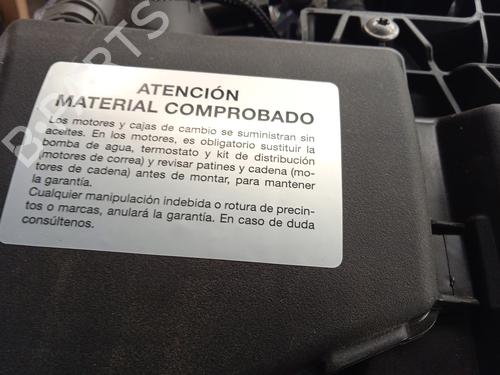 B-PARTS
ATENCIÓN
MATERIAL COMPROBADO
Los motores y cajas de cambio se suministran sin
aceites. En los motores, es obligatorio sustituir la
bomba de agua, termostato y kit de distribución
(motores de correa) y revisar patines y cadena (mo-
tores de cadena) antes de montar, para mantener
la garantía.
Cualquier manipulación indebida o rotura de precin-
tos o marcas, anulará la garantía. En caso de duda
consúltenos.